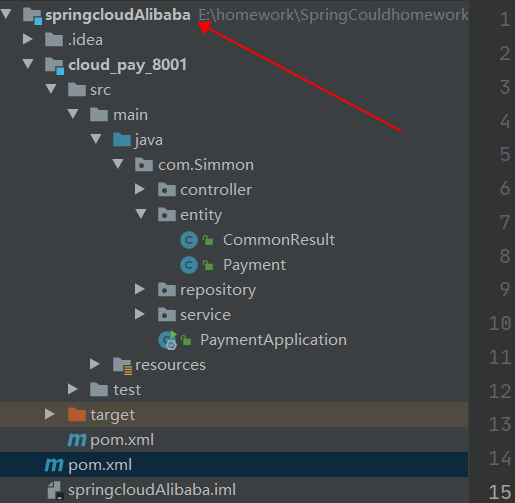 springcloudAlibaba E:\homework\SpringCouldhomework 1
.idea 2
cloud_pay_8001 3
src
main 4
java 5
com.Simmon 6
controller 7
entity
CommonResult 8
Payment
repository 9
service 10
PaymentApplication
resources 11
test 12
target 13
m pom.xml
m pom.xml 14
springcloudAlibaba.iml 15